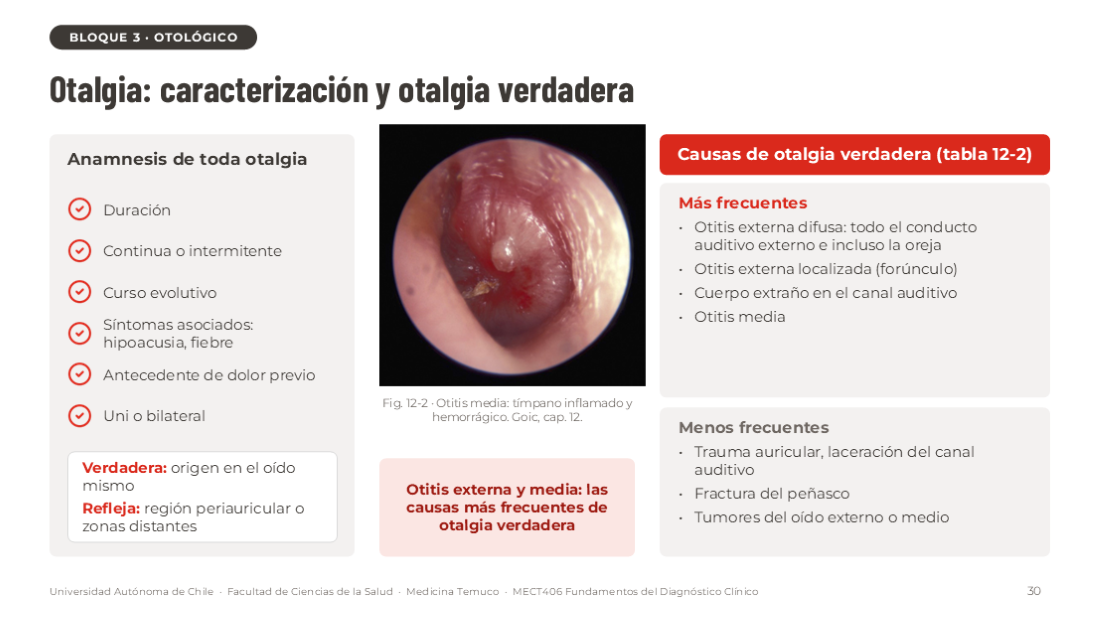 BLOQUE 3 · OTOLÓGICO
Otalgia: caracterización y otalgia verdadera
Anamnesis de toda otalgia
Duración
Continua o intermitente
Curso evolutivo
Síntomas asociados:
hipoacusia, fiebre
Antecedente de dolor previo
Uni o bilateral
Verdadera: origen en el oído
mismo
Refleja: región periauricular o
zonas distantes
Fig. 12-2 · Otitis media: tímpano inflamado y
hemorrágico. Goic, cap. 12.
Otitis externa y media: las
causas más frecuentes de
otalgia verdadera
Causas de otalgia verdadera (tabla 12-2)
Más frecuentes
• Otitis externa difusa: todo el conducto
auditivo externo e incluso la oreja
• Otitis externa localizada (forúnculo)
• Cuerpo extraño en el canal auditivo
• Otitis media
Menos frecuentes
• Trauma auricular, laceración del canal
auditivo
• Fractura del peñasco
• Tumores del oído externo o medio
Universidad Autónoma de Chile · Facultad de Ciencias de la Salud · Medicina Temuco · MECT406 Fundamentos del Diagnóstico Clínico
30